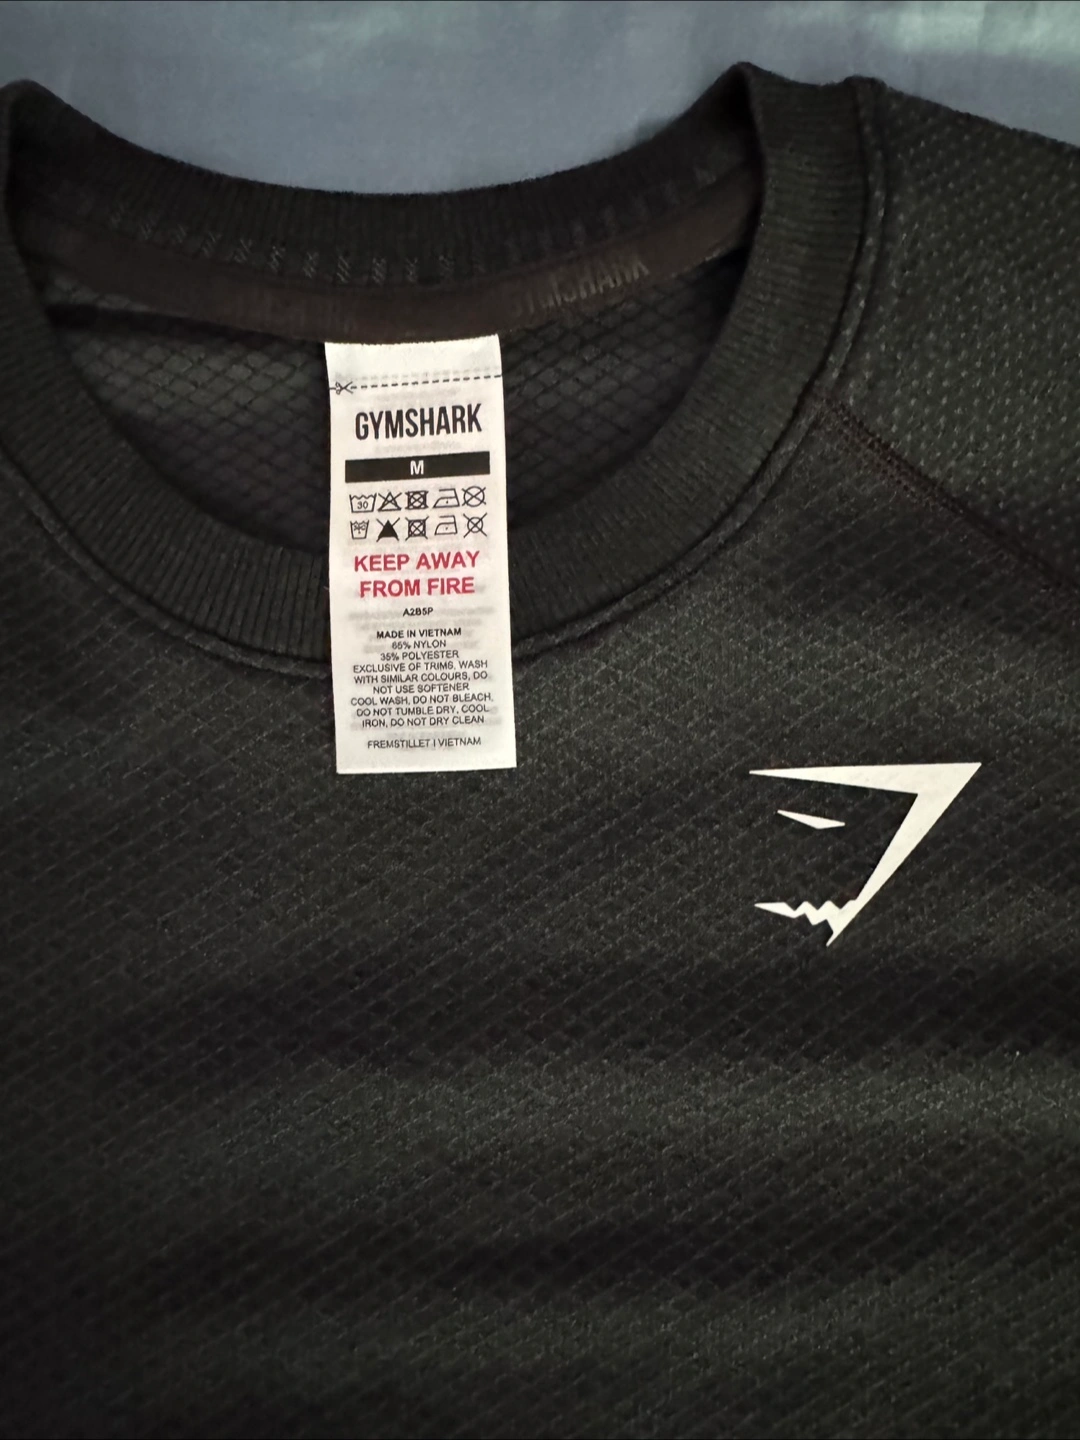 GYMSHARK
GYMSHARK
M
30
KEEP AWAY
FROM FIRE
A2B5P
MADE IN VIETNAM
65% NYLON
35% POLYESTER
EXCLUSIVE OF TRIMS, WASH
WITH SIMILAR COLOURS, DO
NOT USE SOFTENER
COOL WASH, DO NOT BLEACH,
DO NOT TUMBLE DRY, COOL
IRON, DO NOT DRY CLEAN
FREMSTILLET I VIETNAM